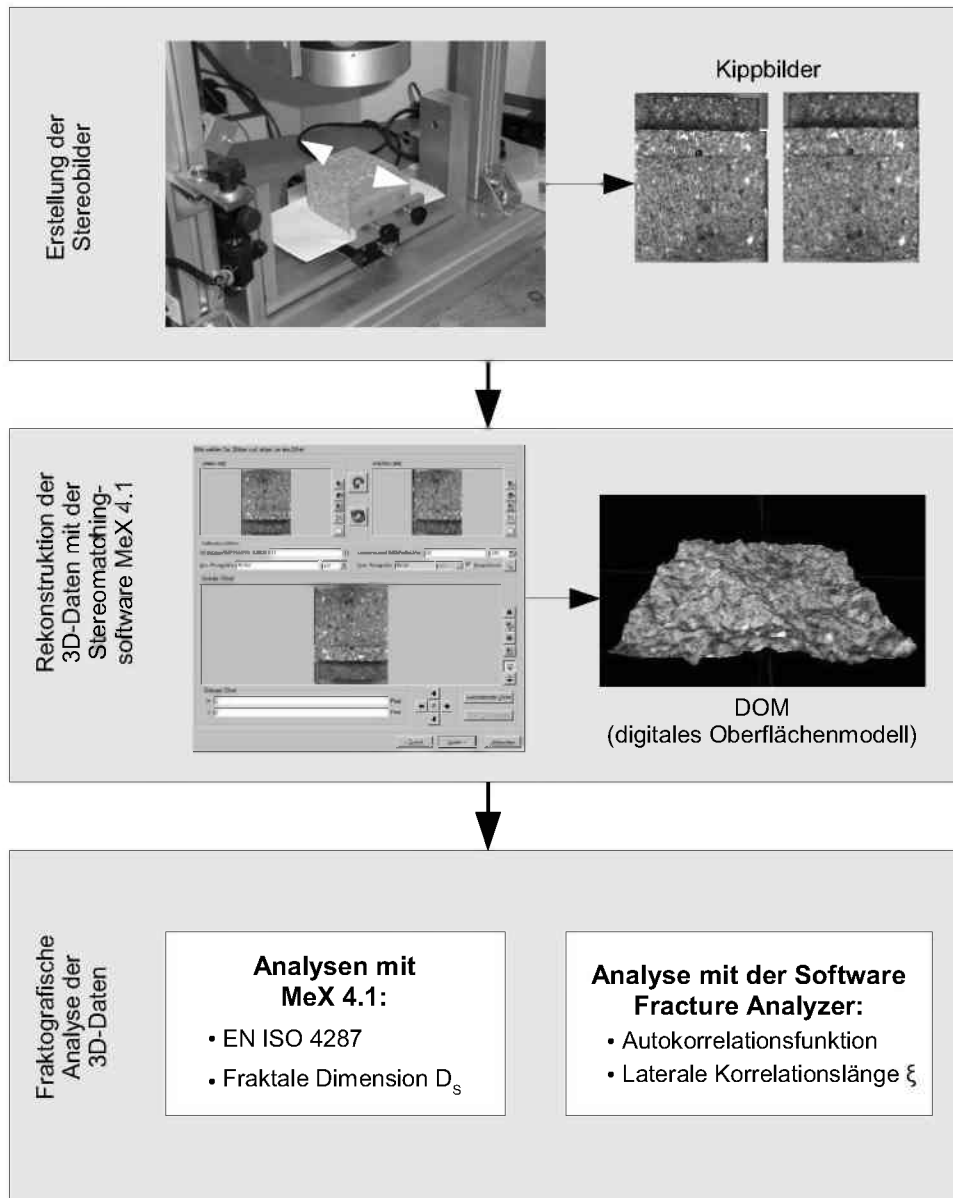 Erstellung der
Stereobilder
Kippbilder
Rekonstruktion der
3D-Daten mit der
Stereomatching-
software MeX 4.1
DOM
(digitales Oberflächenmodell)
Fraktografische
Analyse der
3D-Daten
Analysen mit
MeX 4.1:
• EN ISO 4287
• Fraktale Dimension D_S
Analyse mit der Software
Fracture Analyzer:
• Autokorrelationsfunktion
• Laterale Korrelationslänge ξ